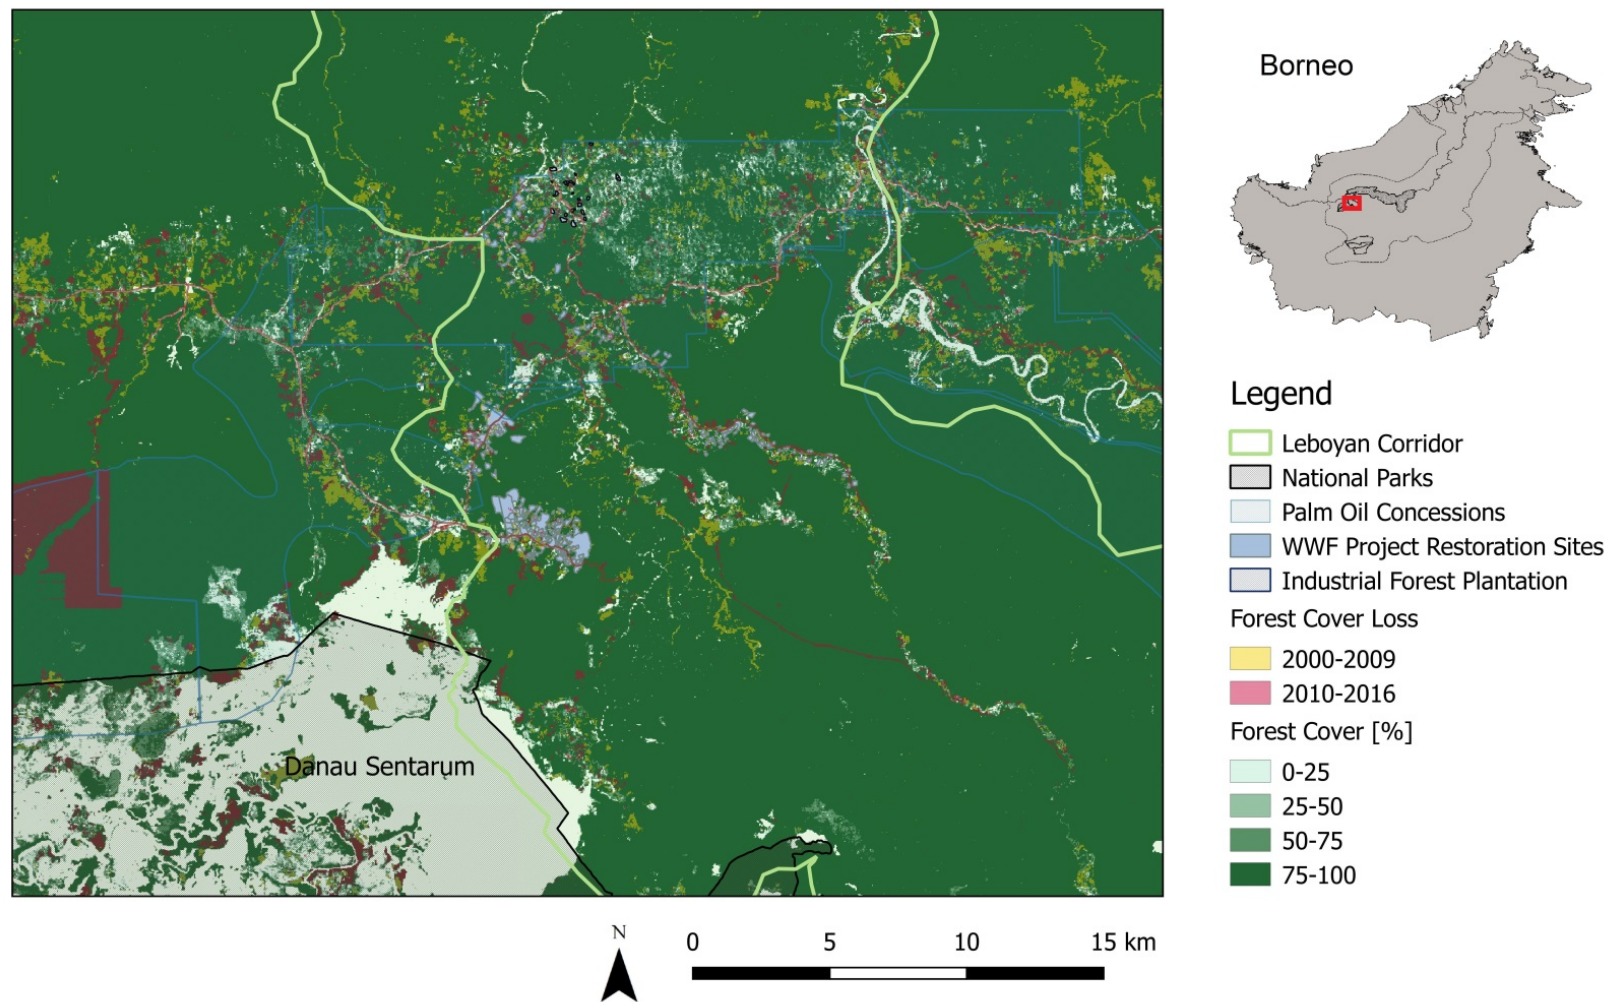 Borneo
Legend
Leboyan Corridor
National Parks
Palm Oil Concessions
WWF Project Restoration Sites
Industrial Forest Plantation
Forest Cover Loss
2000-2009
2010-2016
Forest Cover [%]
0-25
25-50
50-75
75-100
Danau Sentarum
N
0 5 10 15 km